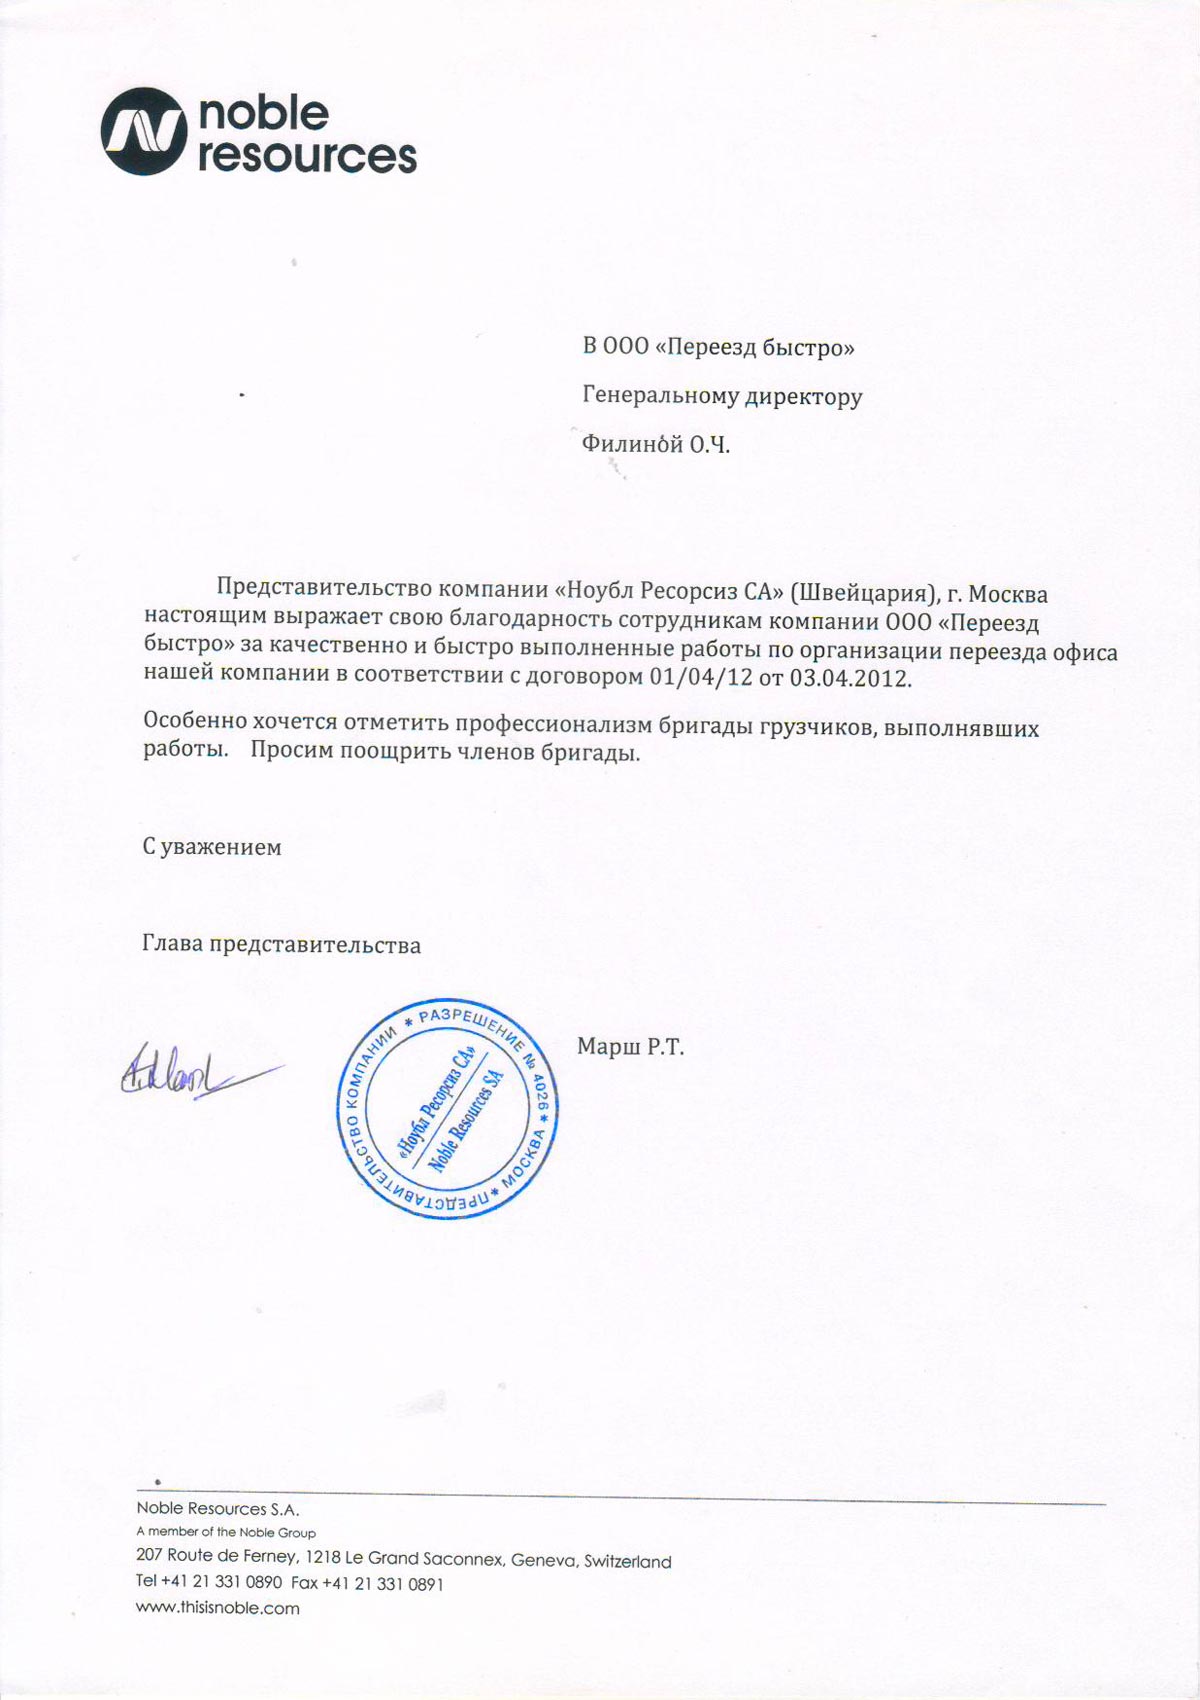 noble
resources
В ООО «Переезд быстро»
Генеральному директору
Филиной О.Ч.
Представительство компании «Ноубл Ресорсиз СА» (Швейцария), г. Москва
настоящим выражает свою благодарность сотрудникам компании ООО «Переезд
быстро» за качественно и быстро выполненные работы по организации переезда офиса
нашей компании в соответствии с договором 01/04/12 от 03.04.2012.
Особенно хочется отметить профессионализм бригады грузчиков, выполнявших
работы. Просим поощрить членов бригады.
С уважением
Глава представительства
Марш Р.Т.
ПРЕДСТАВИТЕЛЬСТВО КОМПАНИИ * РАЗРЕШЕНИЕ № 4026 * МОСКВА *
«Ноубл Ресорсиз СА»
Noble Resources SA
Noble Resources S.A.
A member of the Noble Group
207 Route de Ferney, 1218 Le Grand Saconnex, Geneva, Switzerland
Tel +41 21 331 0890 Fax +41 21 331 0891
www.thisisnoble.com